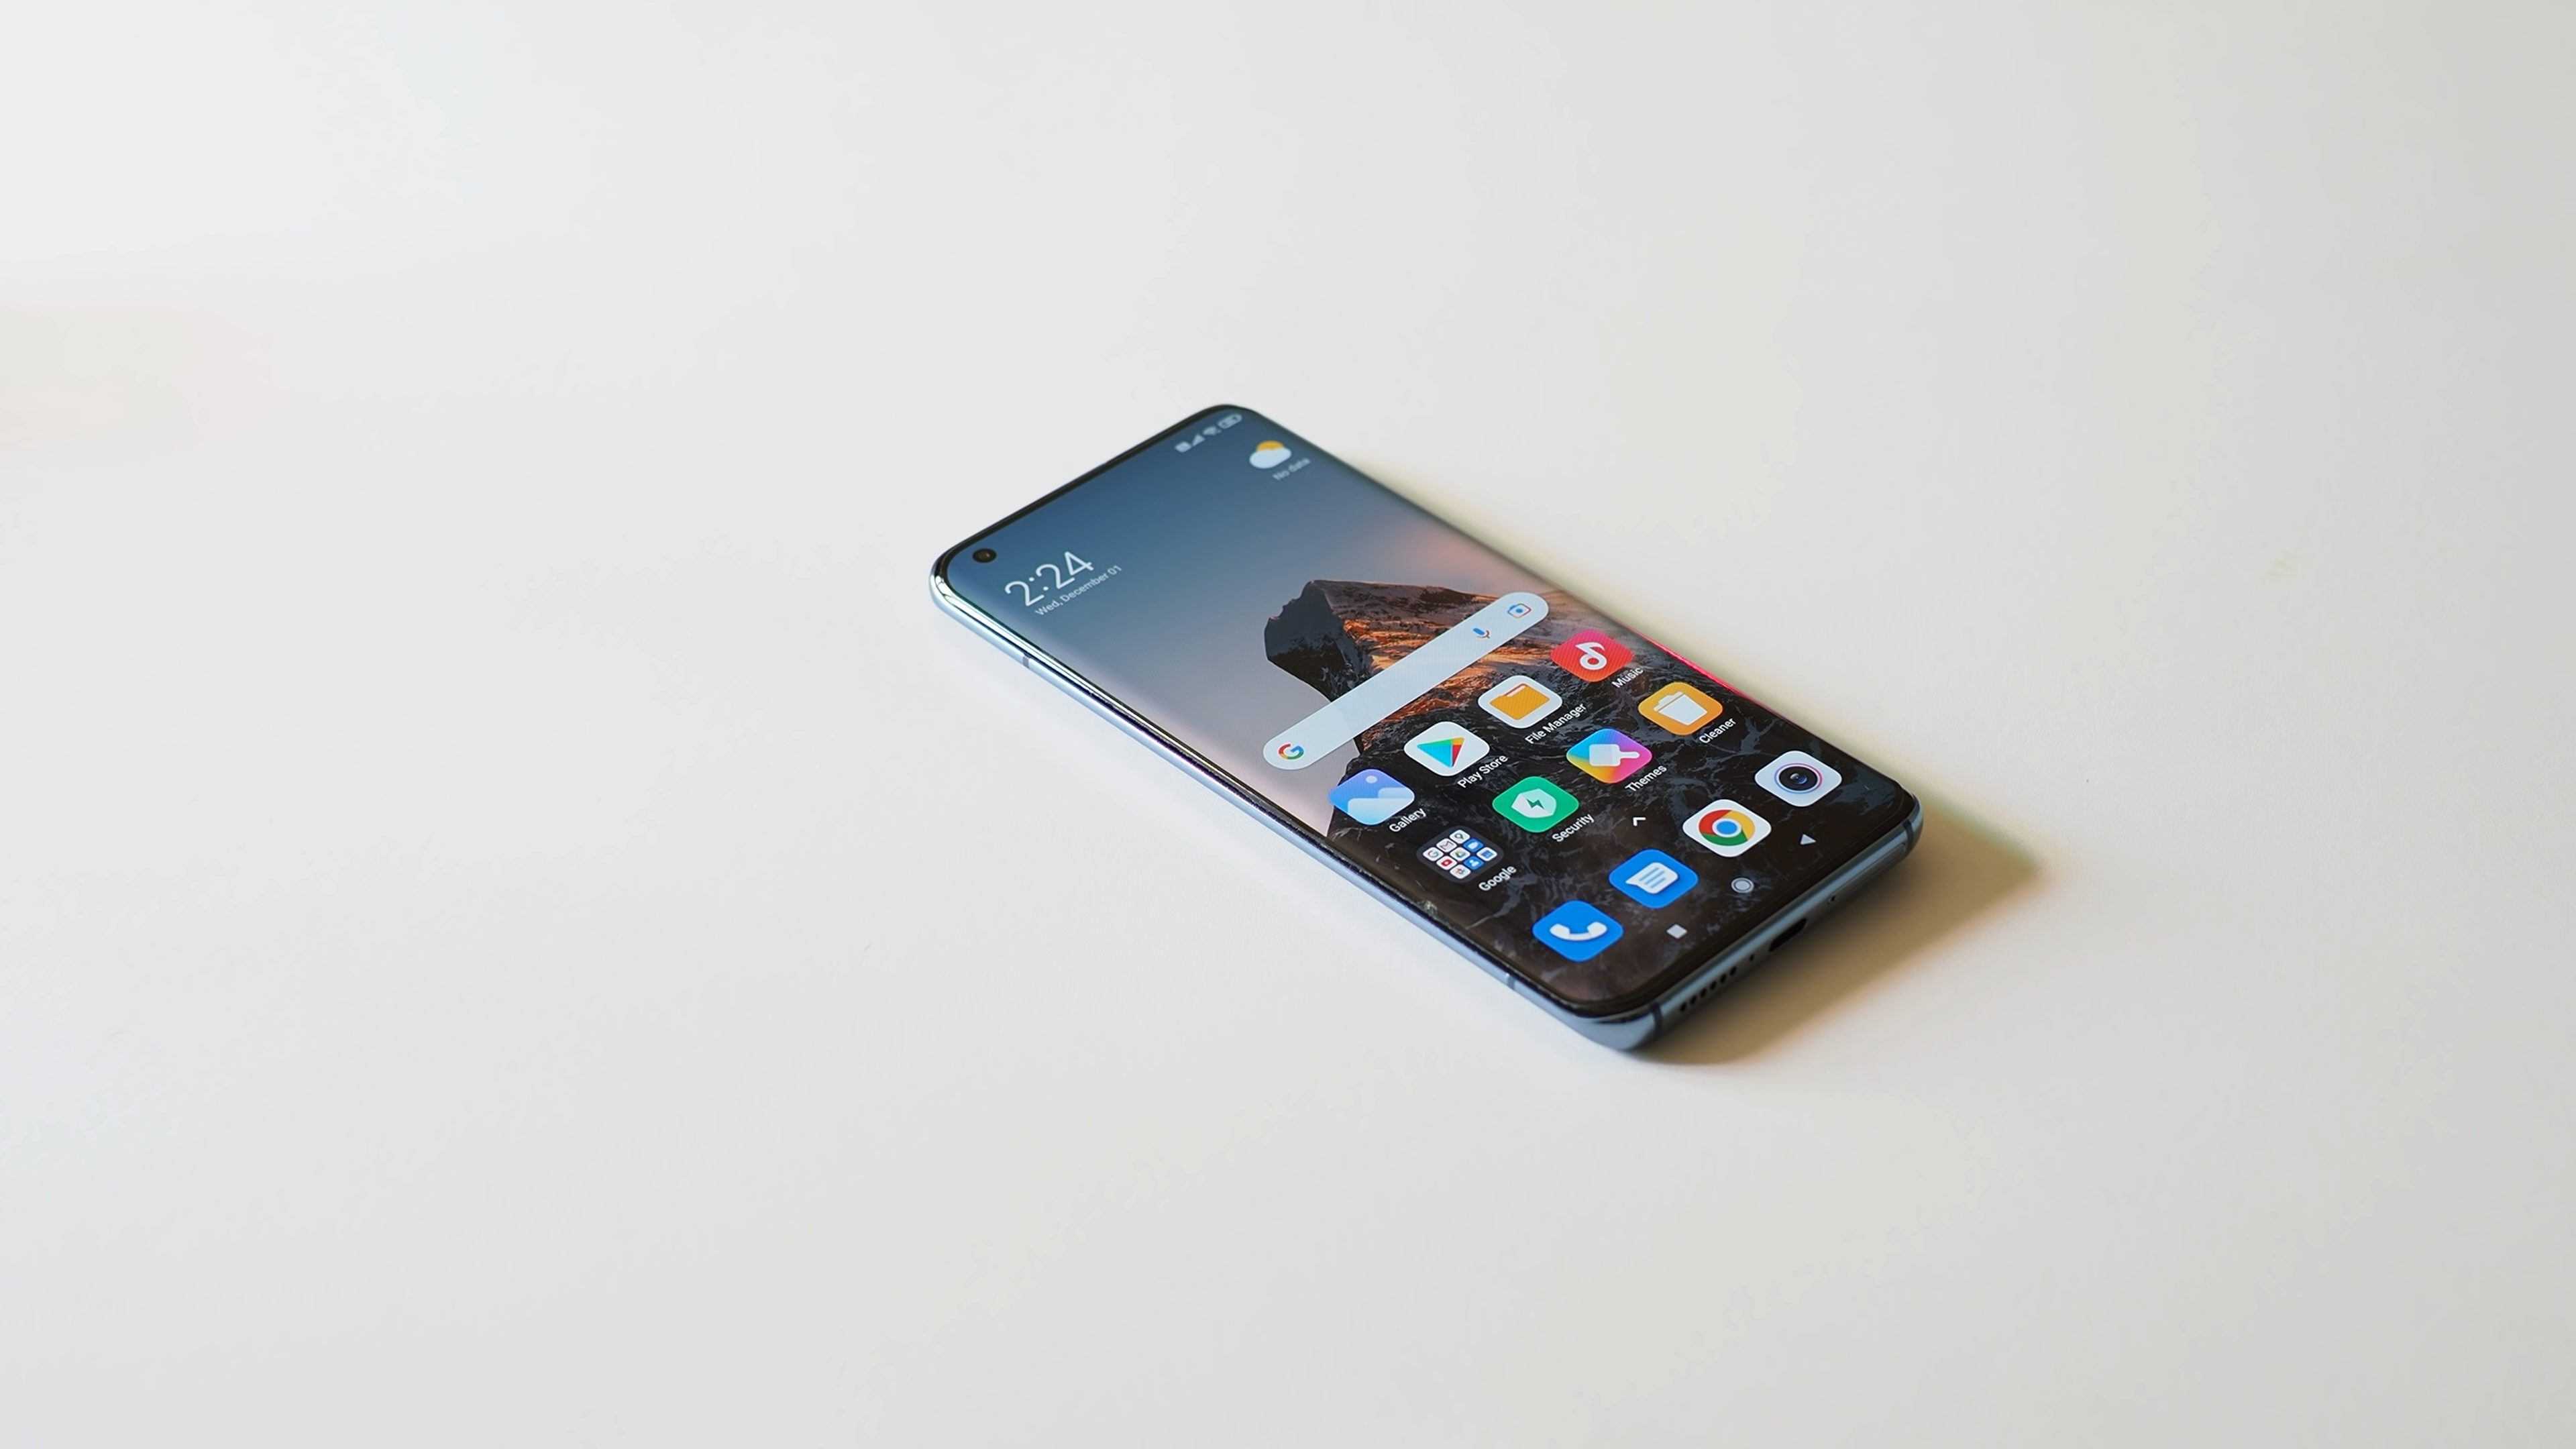 No data
2:24
Wed, December 01
Gallery
Play Store
File Manager
Music
Google
Security
Themes
Cleaner